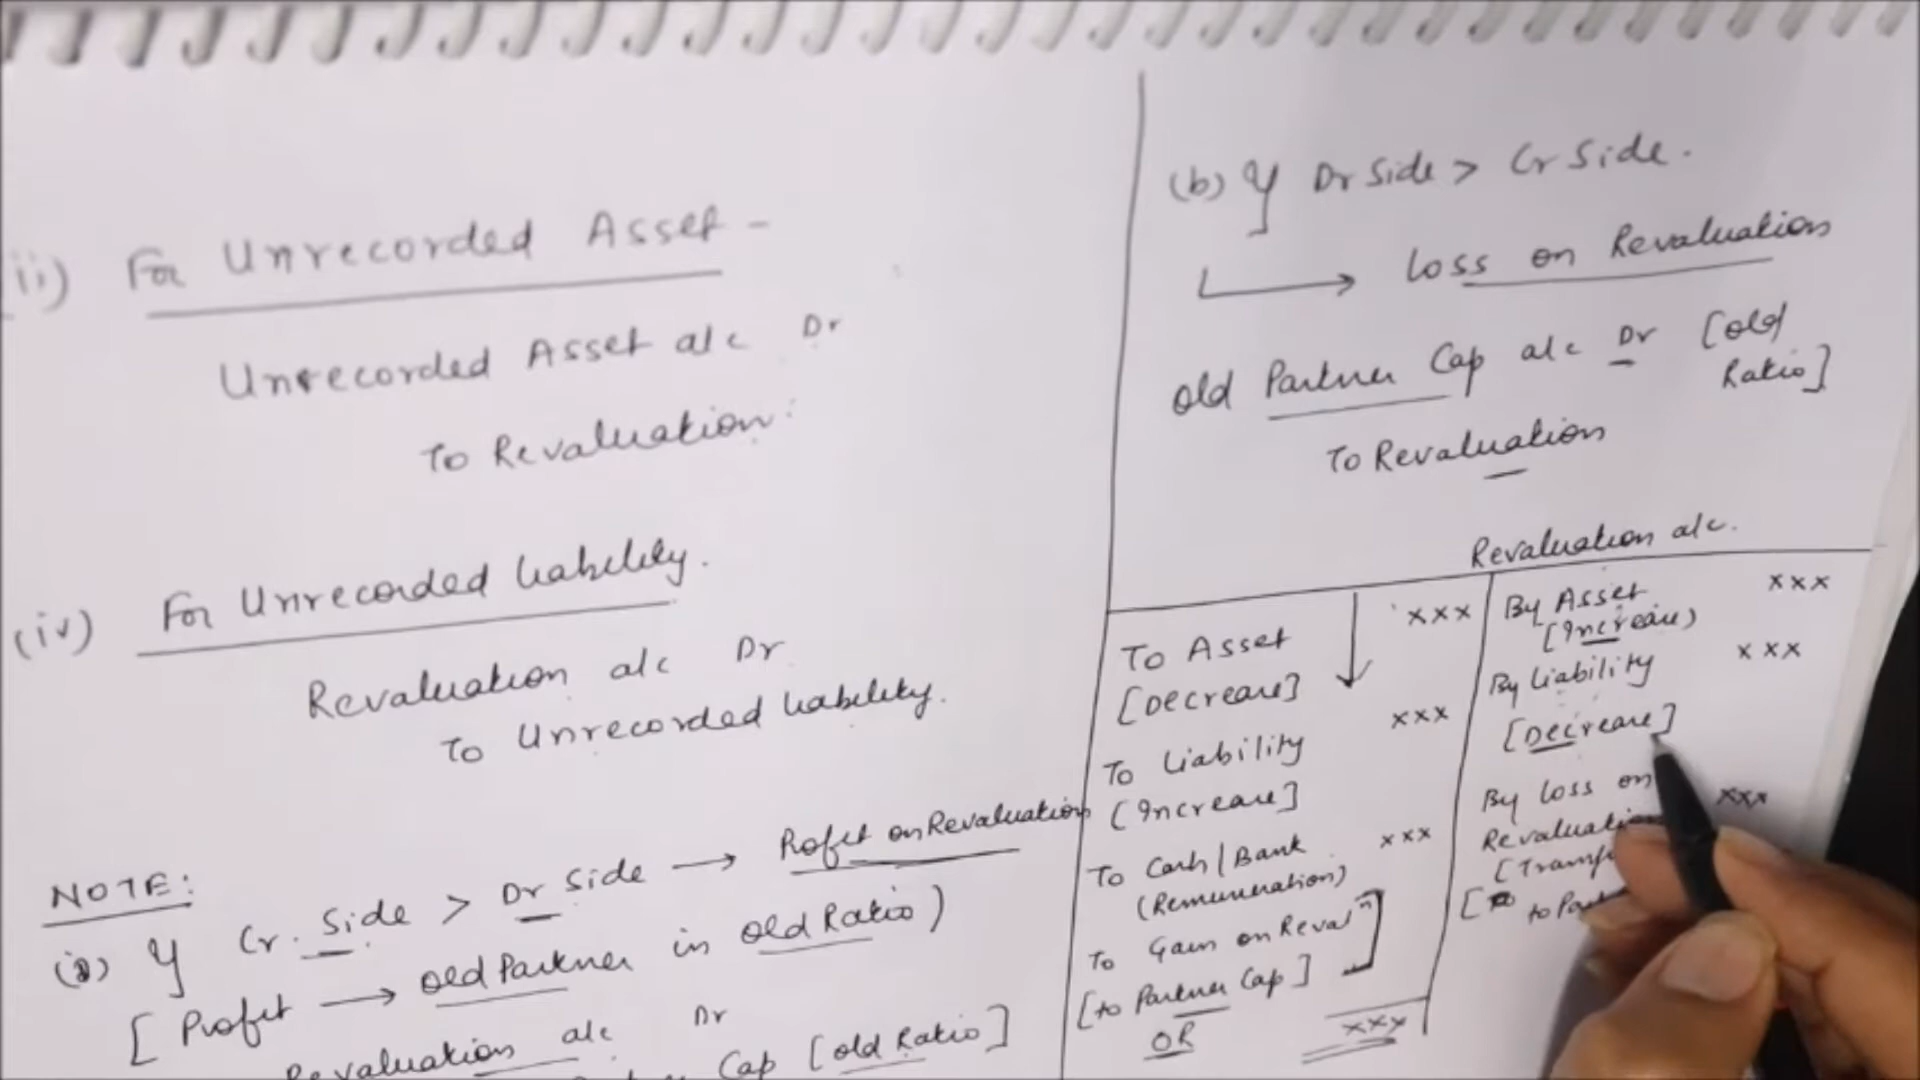 ii) For Unrecorded Asset -
Unrecorded Asset a/c Dr
To Revaluation
(iv) For Unrecorded Liability.
Revaluation a/c Dr
To Unrecorded Liability.
NOTE:
If Cr. Side > Dr Side → Profit on Revaluation
[ Profit → old Partner in old Ratio)
Revaluation a/c Dr
Cap [old Ratio]
(b) If Dr Side > Cr Side.
Loss on Revaluation
old Partner Cap a/c Dr [old
Ratio]
To Revaluation
Revaluation a/c.
To Asset xxx
[Decrease]
To Liability xxx
[Increase]
To Cash/Bank xxx
(Remuneration)
To Gain on Revalⁿ
[to Partner Cap]
OR
xxx
By Asset xxx
(Increase)
By Liability xxx
[Decrease]
By Loss on xxx
Revaluation